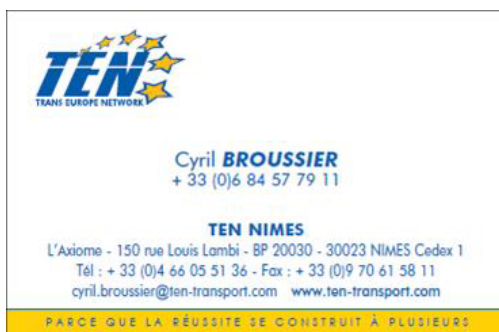 TEN
TRANS EUROPE NETWORK
Cyril BROUSSIER
+ 33 (0)6 84 57 79 11
TEN NIMES
L'Axiome - 150 rue Louis Lambi - BP 20030 - 30023 NIMES Cedex 1
Tél : + 33 (0)4 66 05 51 36 - Fax : + 33 (0)9 70 61 58 11
cyril.broussier@ten-transport.com www.ten-transport.com
PARCE QUE LA RÉUSSITE SE CONSTRUIT À PLUSIEURS